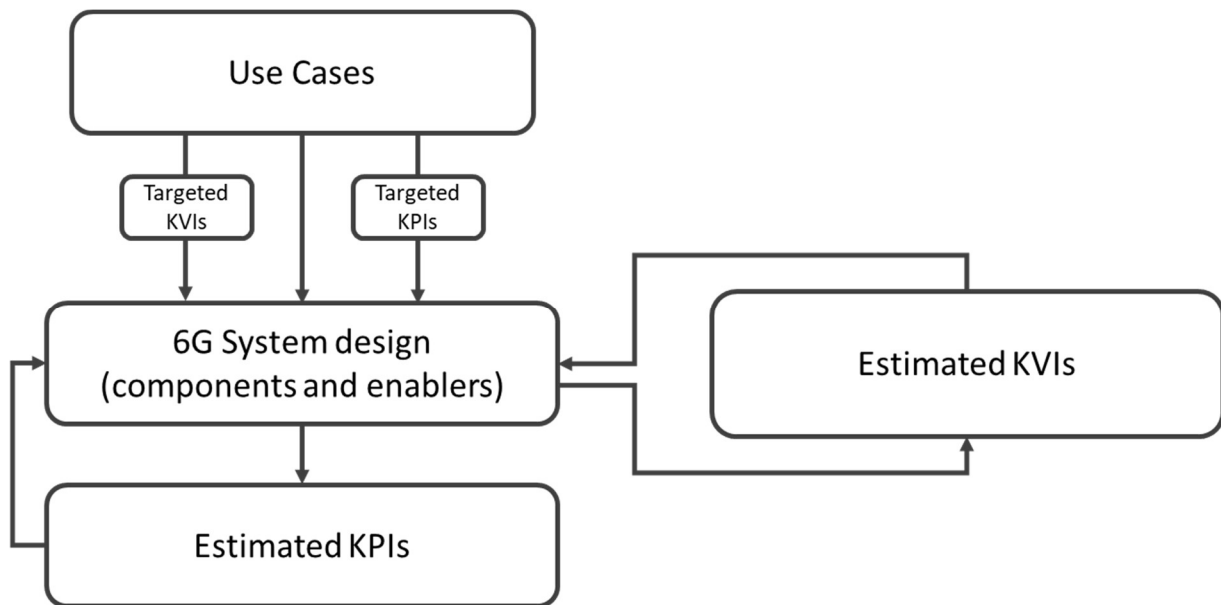 Use Cases
Targeted
KVIs
Targeted
KPIs
6G System design
(components and enablers)
Estimated KVIs
Estimated KPIs